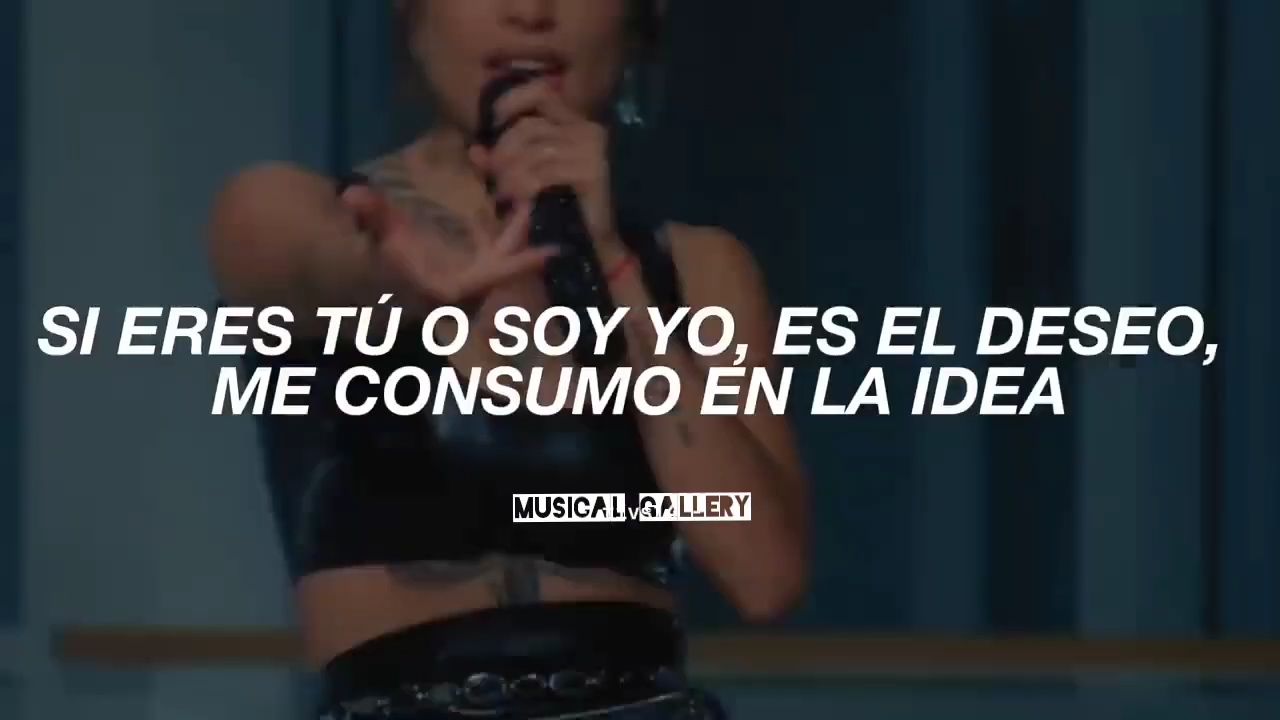 SI ERES TÚ O SOY YO, ES EL DESEO,
ME CONSUMO EN LA IDEA
MUSICAL GALLERY